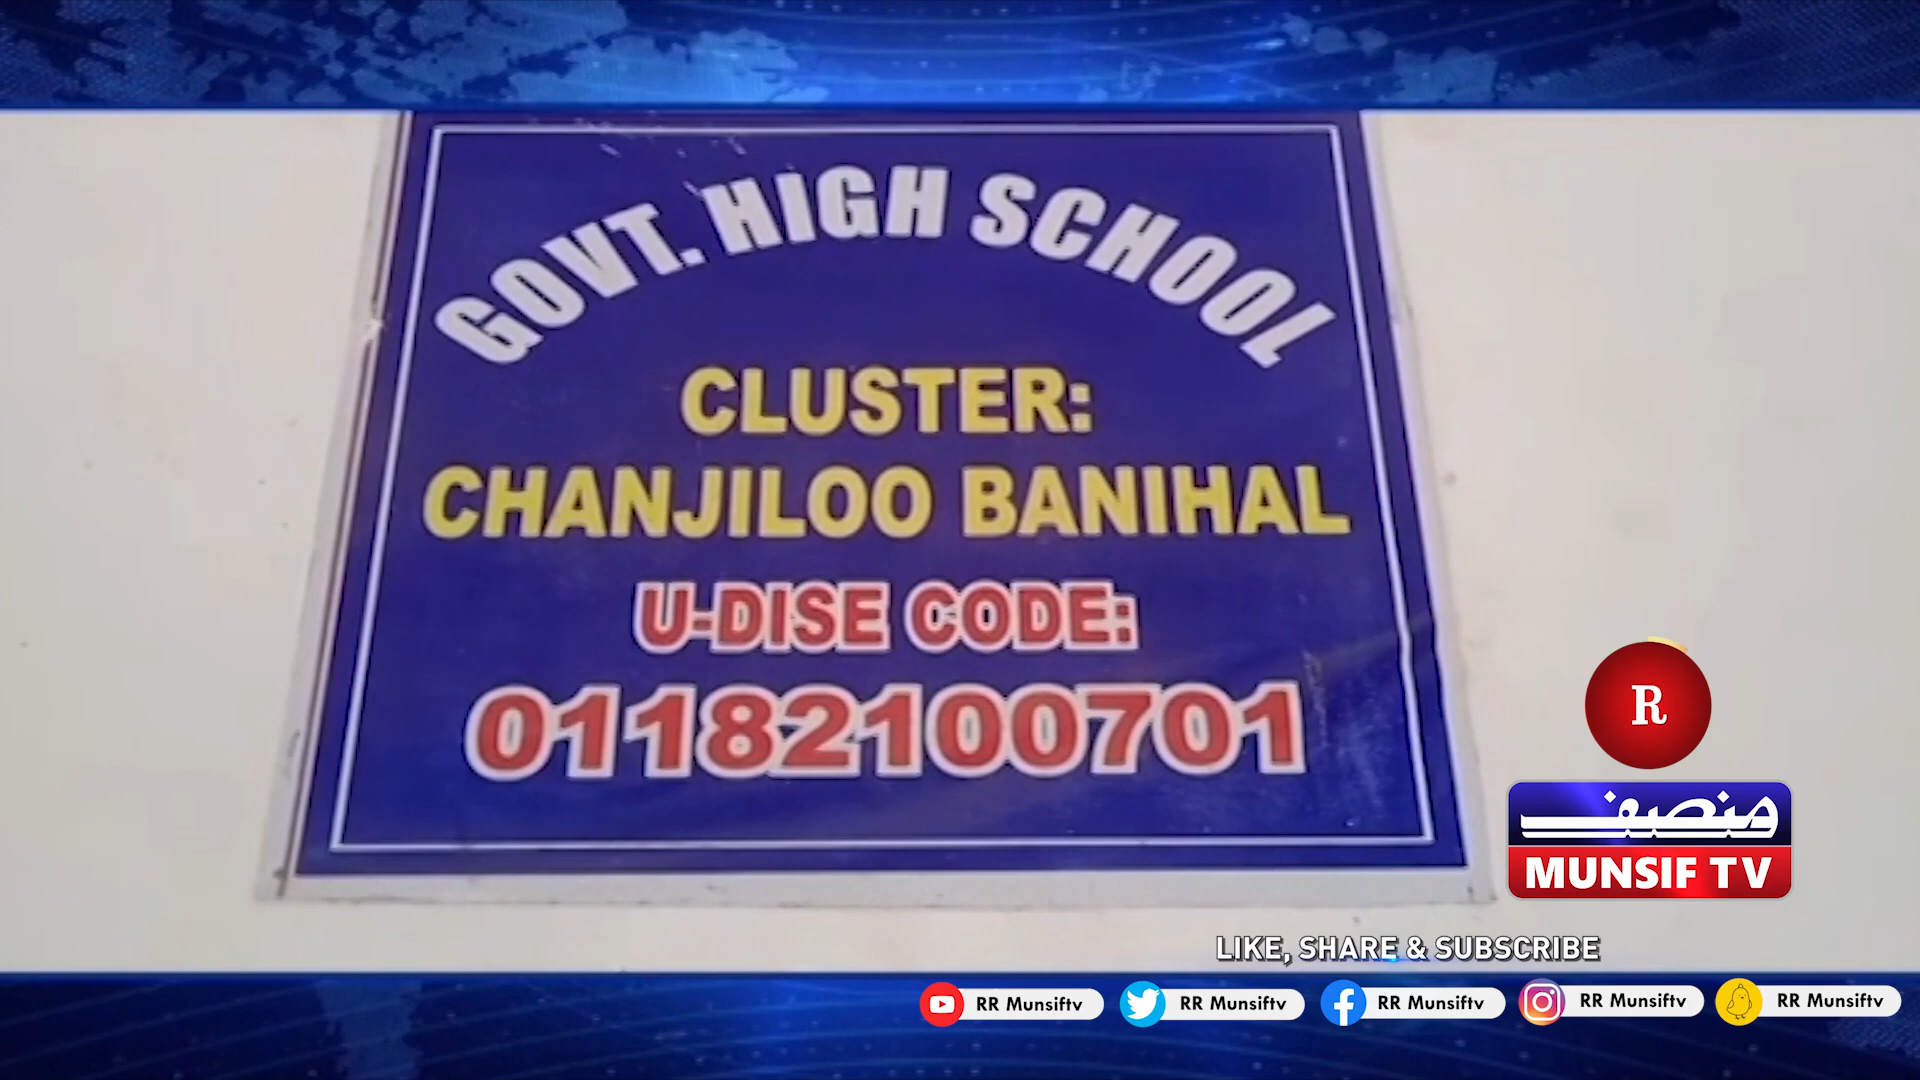 GOVT. HIGH SCHOOL
CLUSTER:
CHANJILOO BANIHAL
U-DISE CODE:
01182100701
R
منصف
MUNSIF TV
LIKE, SHARE & SUBSCRIBE
RR Munsiftv
RR Munsiftv
RR Munsiftv
RR Munsiftv
RR Munsiftv